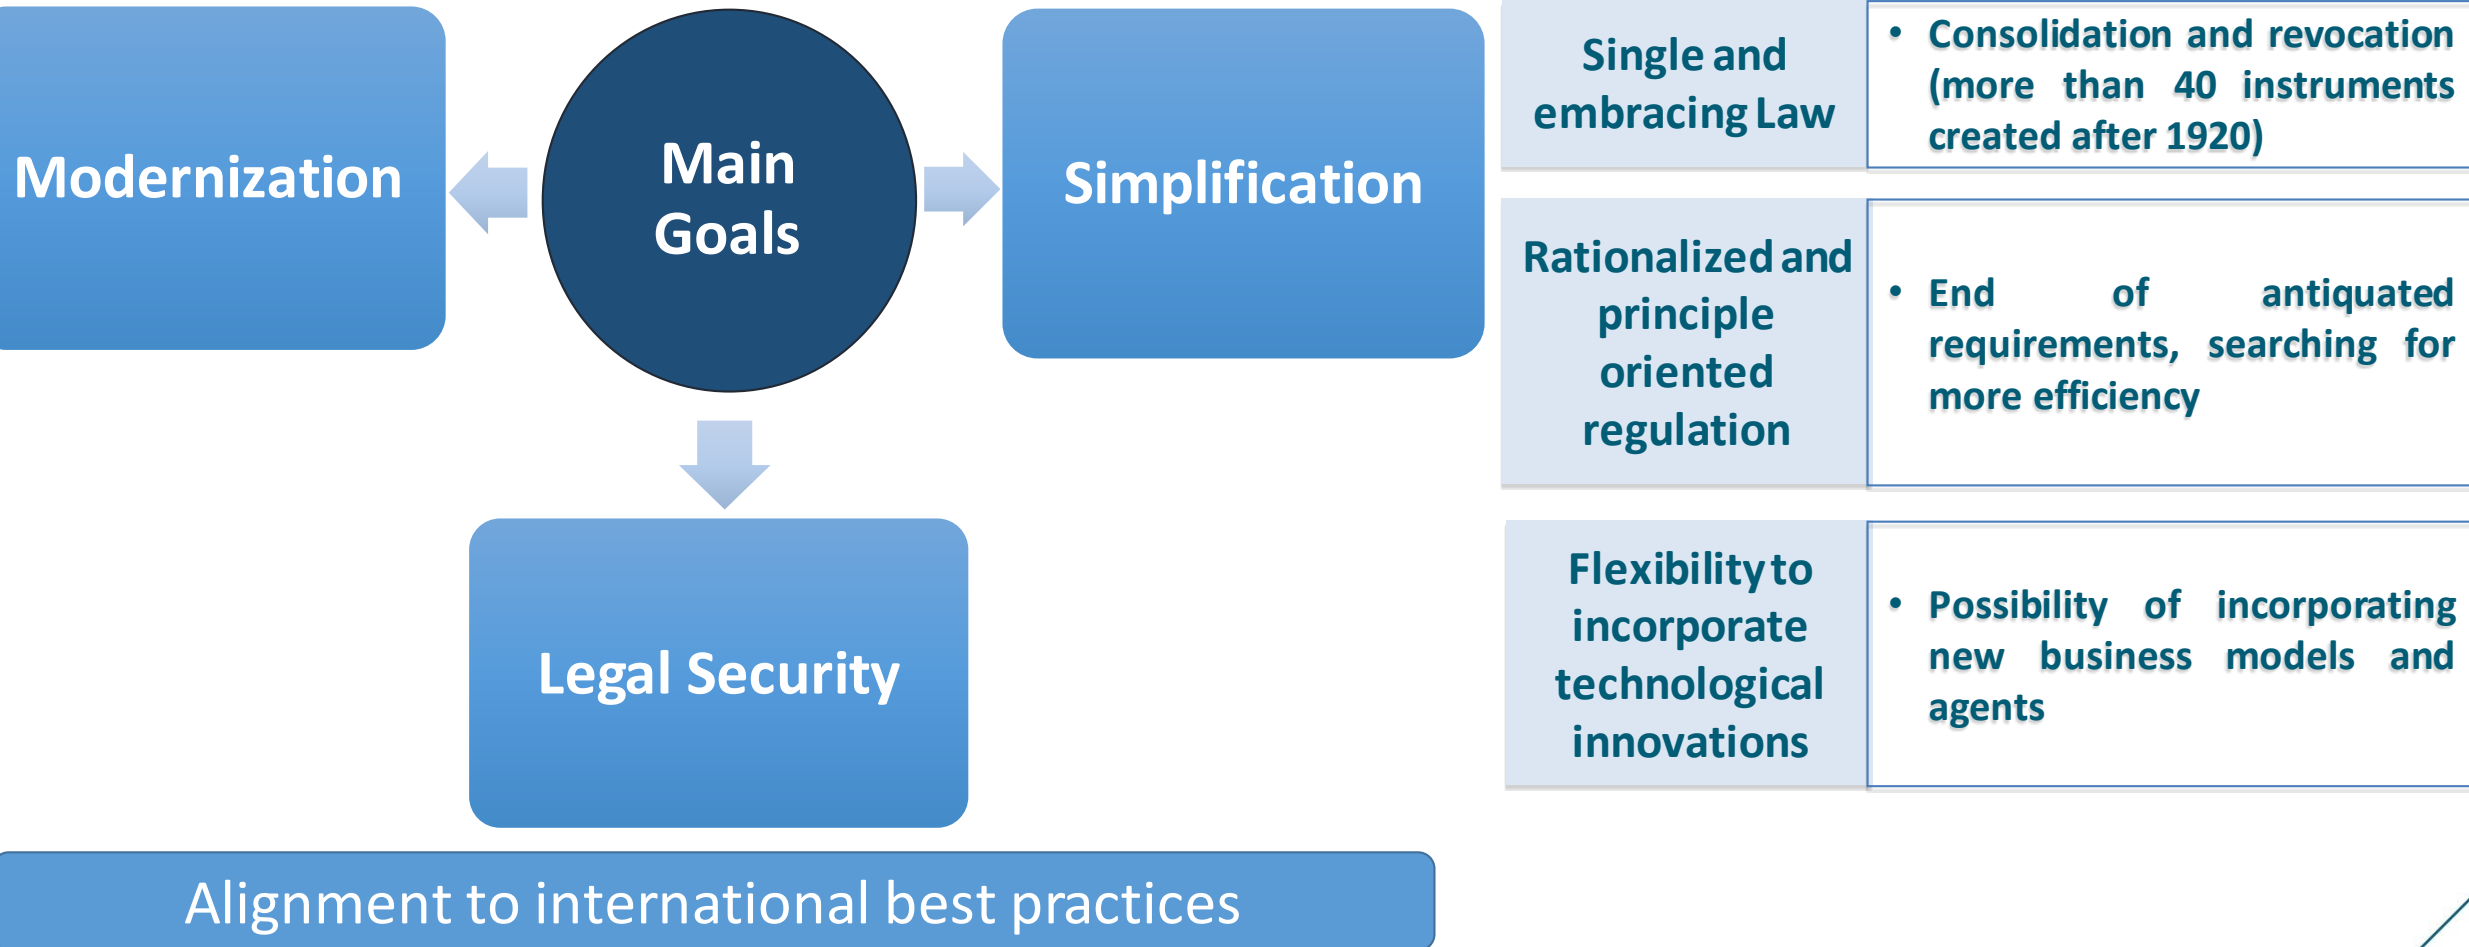 Modernization
Main
Goals
Simplification
Legal Security
Alignment to international best practices
Single and
embracing Law
• Consolidation and revocation
(more than 40 instruments
created after 1920)
Rationalized and
principle
oriented
regulation
• End of antiquated
requirements, searching for
more efficiency
Flexibility to
incorporate
technological
innovations
• Possibility of incorporating
new business models and
agents